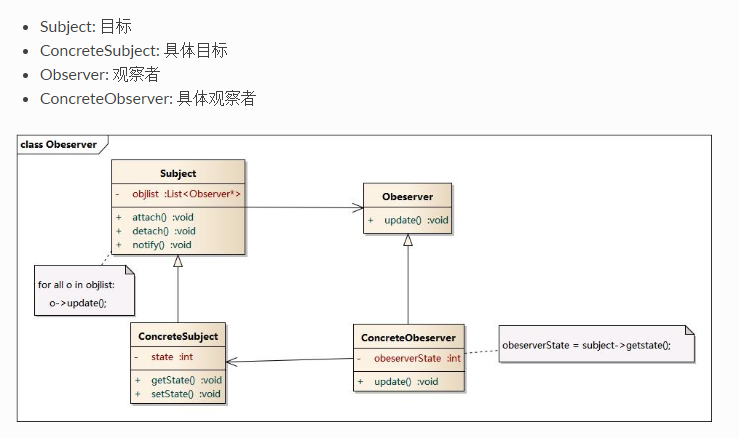 Subject: 目标
ConcreteSubject: 具体目标
Observer: 观察者
ConcreteObserver: 具体观察者
class Obeserver
Subject
- objlist :List<Observer*>
+ attach() :void
+ detach() :void
+ notify() :void
Obeserver
+ update() :void
for all o in objlist:
o->update();
ConcreteSubject
- state :int
+ getState() :void
+ setState() :void
ConcreteObeserver
- obeserverState :int
+ update() :void
obeserverState = subject->getstate();